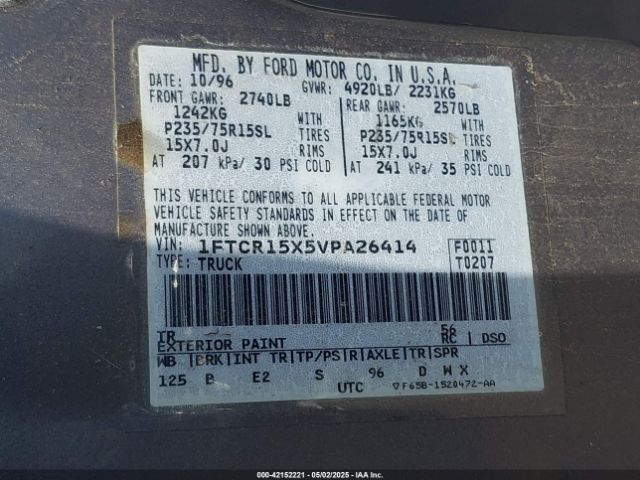 MFD. BY FORD MOTOR CO. IN U.S.A.
DATE: 10/96 GVWR: 4920LB/ 2231KG
FRONT GAWR: 2740LB REAR GAWR: 2570LB
1242KG WITH 1165KG WITH
P235/75R15SL TIRES P235/75R15SL TIRES
15X7.0J RIMS 15X7.0J RIMS
AT 207 kPa/ 30 PSI COLD AT 241 kPa/ 35 PSI COLD
THIS VEHICLE CONFORMS TO ALL APPLICABLE FEDERAL MOTOR
VEHICLE SAFETY STANDARDS IN EFFECT ON THE DATE OF
MANUFACTURE SHOWN ABOVE.
VIN: 1FTCR15X5VPA26414 F0011
TYPE: TRUCK T0207
TR 56
EXTERIOR PAINT RC DSO
WB BRK INT TR TP/PS R AXLE TR SPR
125 B E2 S 96 D W X
UTC ▽F65B-1520472-AA
000-42152221 - 05/02/2025 - IAAI.COM